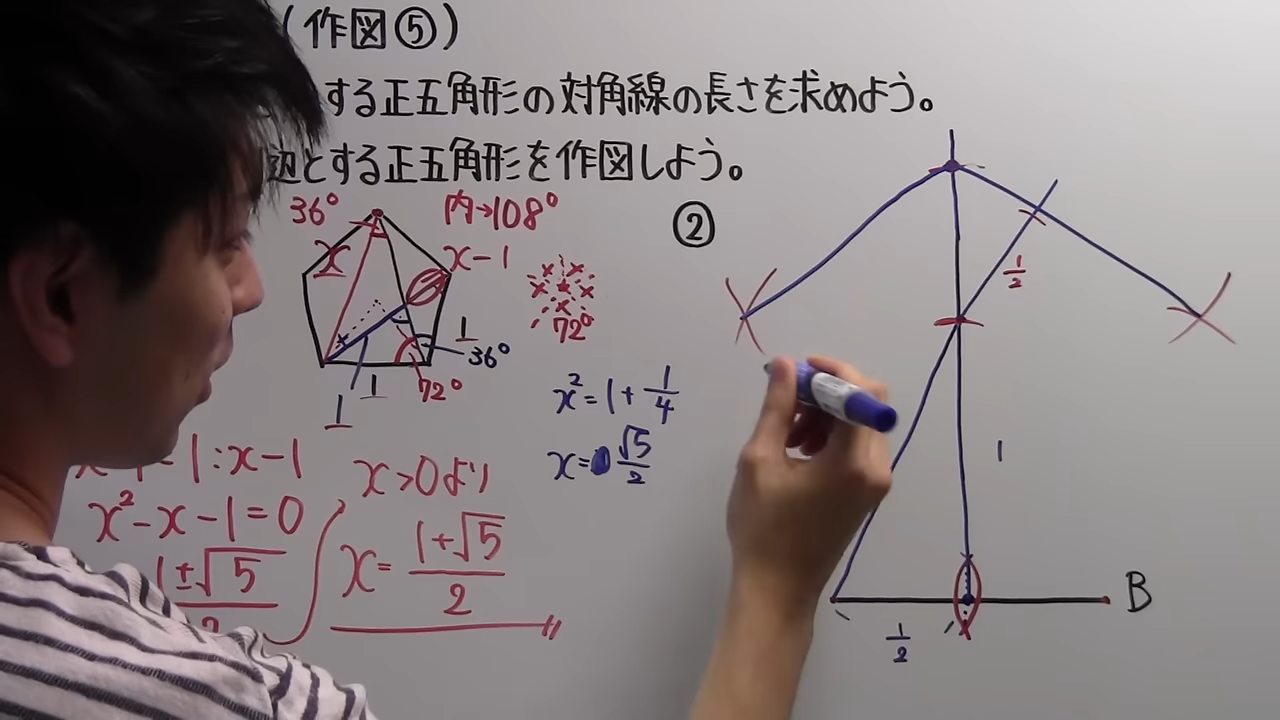 (作図⑤)
する正五角形の対角線の長さを求めよう。
辺とする正五角形を作図しよう。
36° 内→108°
x x-1
72°
1 36°
1 72°
1
-1:x-1
x²-x-1=0
1±√5
2
x>0より
x=(1+√5)/2
x²=1+1/4
x=√5/2
②
1/2
1
1/2
B